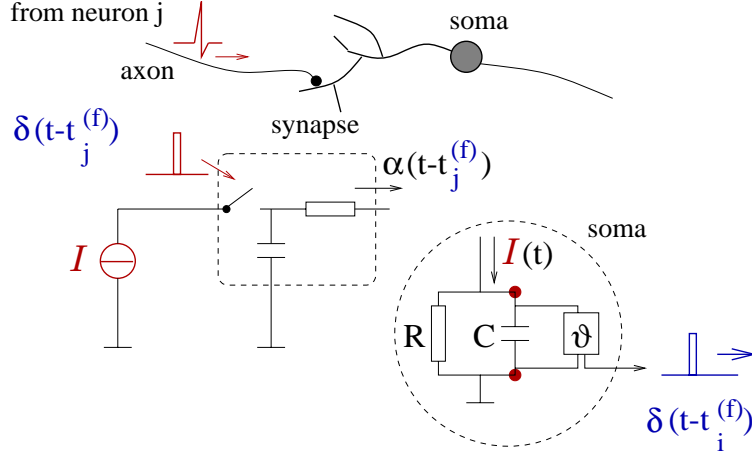 from neuron j
soma
axon
synapse
δ(t-t_j^(f))
α(t-t_j^(f))
I
soma
I(t)
R
C
ϑ
δ(t-t_i^(f))